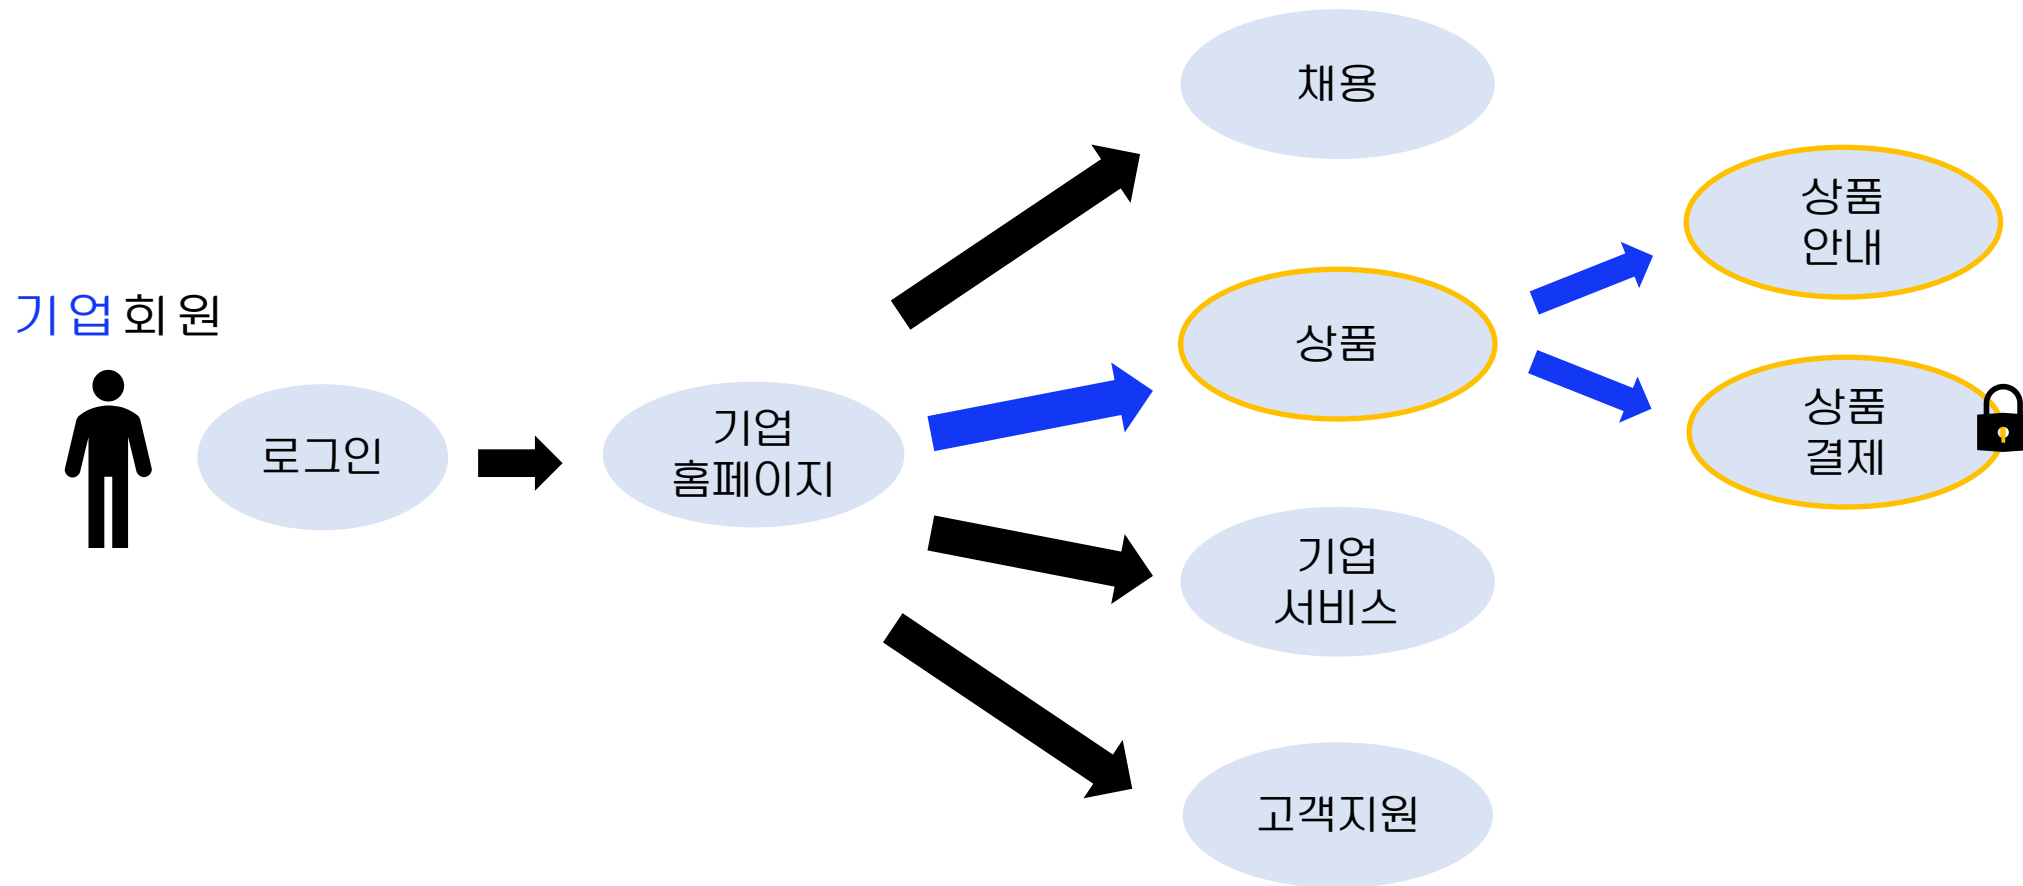 기업회원
로그인
기업
홈페이지
채용
상품
기업
서비스
고객지원
상품
안내
상품
결제